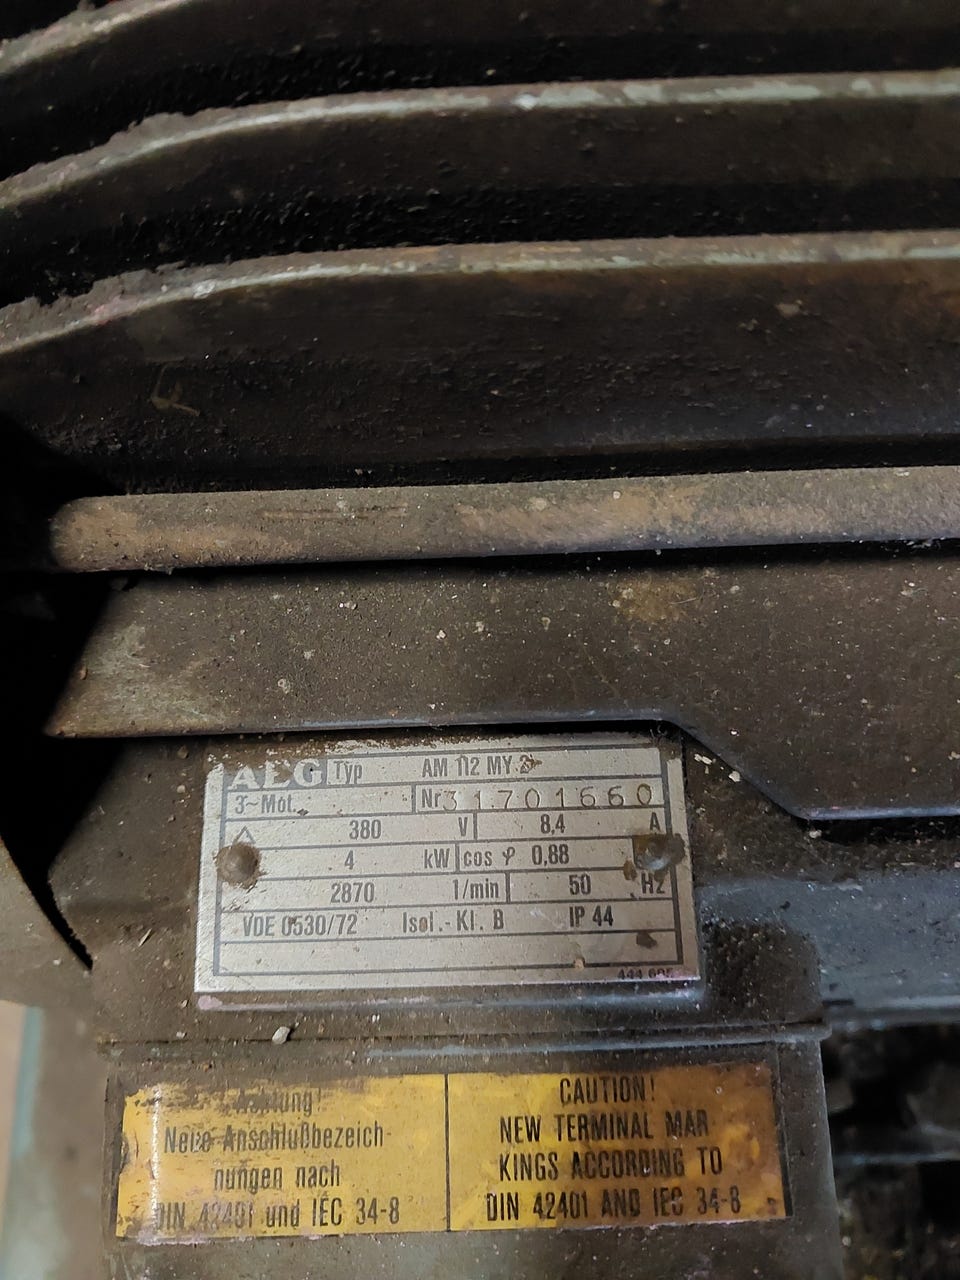 AEG Typ AM 112 MY 2
3~Mot. Nr 31701660
△ 380 V 8,4 A
4 kW cos φ 0,88
2870 1/min 50 Hz
VDE 0530/72 Isol.-Kl. B IP 44
Achtung!
Neue Anschlußbezeich-
nungen nach
DIN 42401 und IEC 34-8
CAUTION!
NEW TERMINAL MAR-
KINGS ACCORDING TO
DIN 42401 AND IEC 34-8